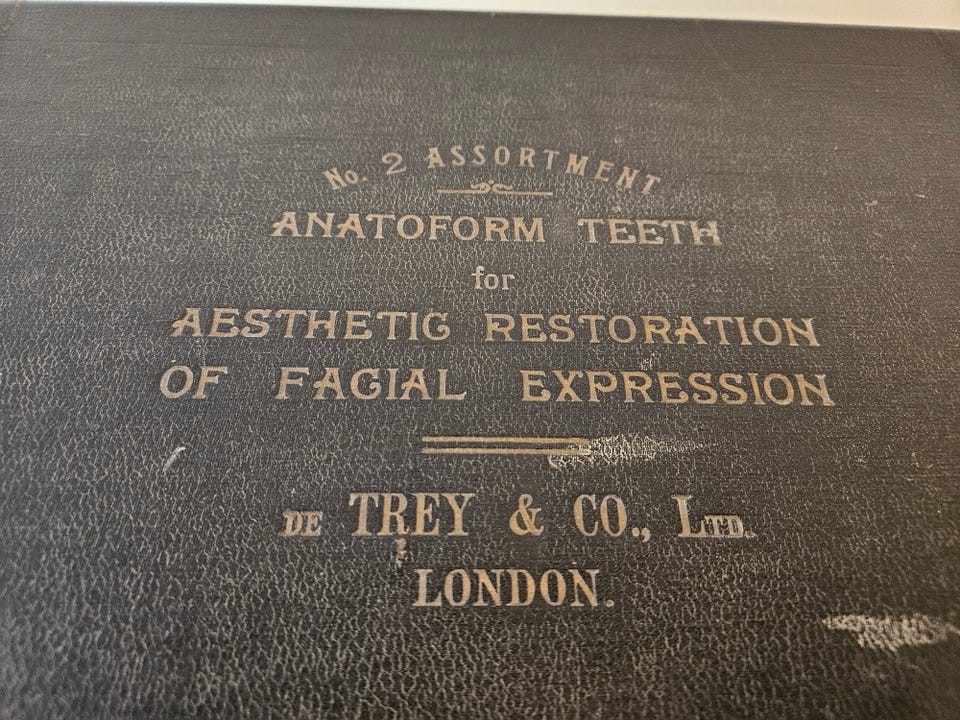 No. 2 ASSORTMENT
ANATOFORM TEETH
for
AESTHETIC RESTORATION
OF FACIAL EXPRESSION
DE TREY & CO., LTD.
LONDON.